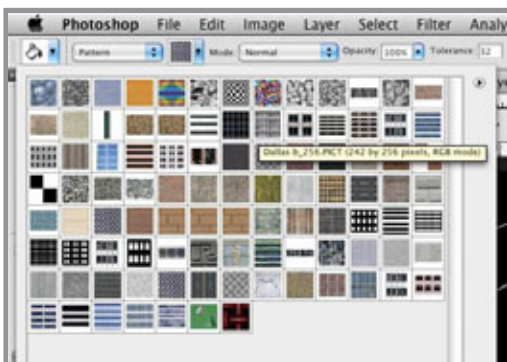 Photoshop File Edit Image Layer Select Filter Analy
Pattern Mode: Normal Opacity: 100% Tolerance: 32
Dallas b_256.PICT (242 by 256 pixels, RGB mode)